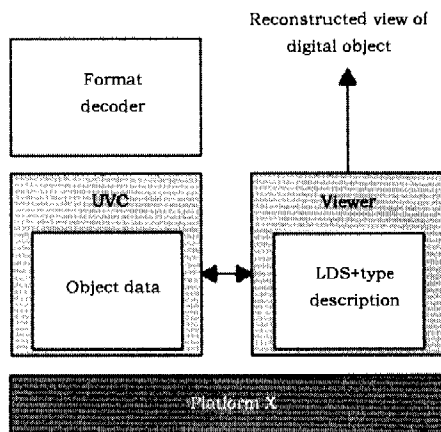 Reconstructed view of
digital object
Format
decoder
UVC
Viewer
Object data
LDS+type
description
Platform X